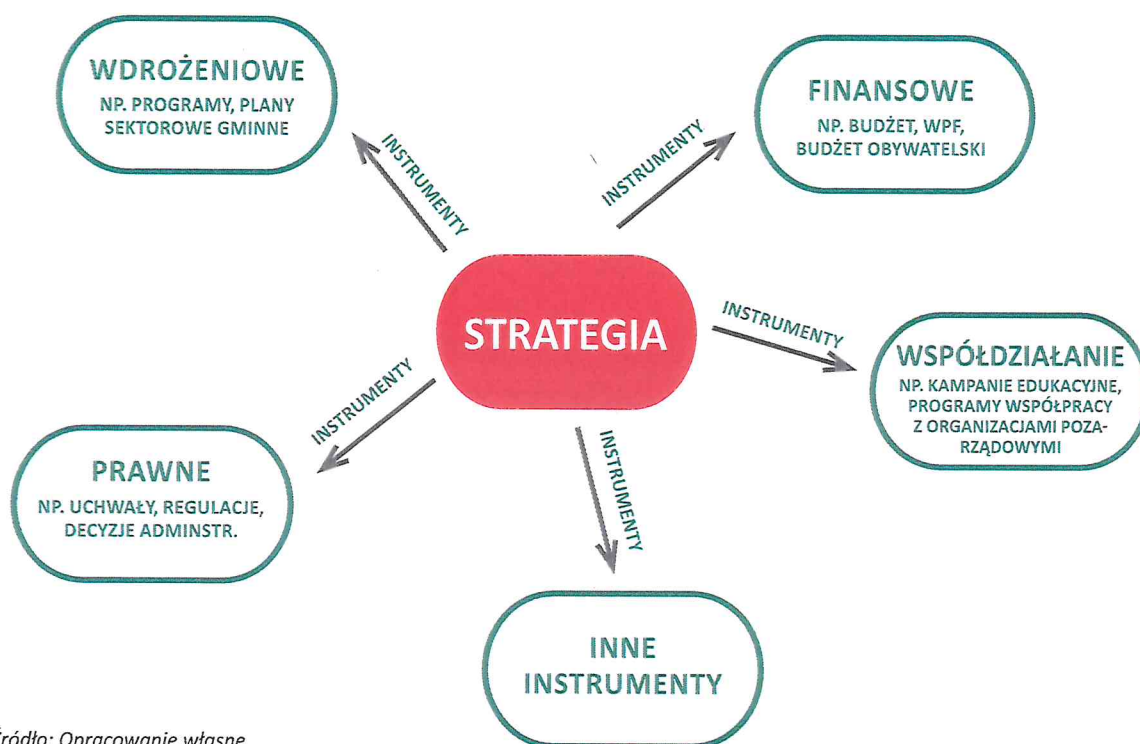 WDROŻENIOWE
NP. PROGRAMY, PLANY
SEKTOROWE GMINNE
FINANSOWE
NP. BUDŻET, WPF,
BUDŻET OBYWATELSKI
INSTRUMENTY
INSTRUMENTY
STRATEGIA
INSTRUMENTY
WSPÓŁDZIAŁANIE
NP. KAMPANIE EDUKACYJNE,
PROGRAMY WSPÓŁPRACY
Z ORGANIZACJAMI POZA-
RZĄDOWYMI
INSTRUMENTY
PRAWNE
NP. UCHWAŁY, REGULACJE,
DECYZJE ADMINSTR.
INSTRUMENTY
INNE
INSTRUMENTY
ródło: Opracowanie własne